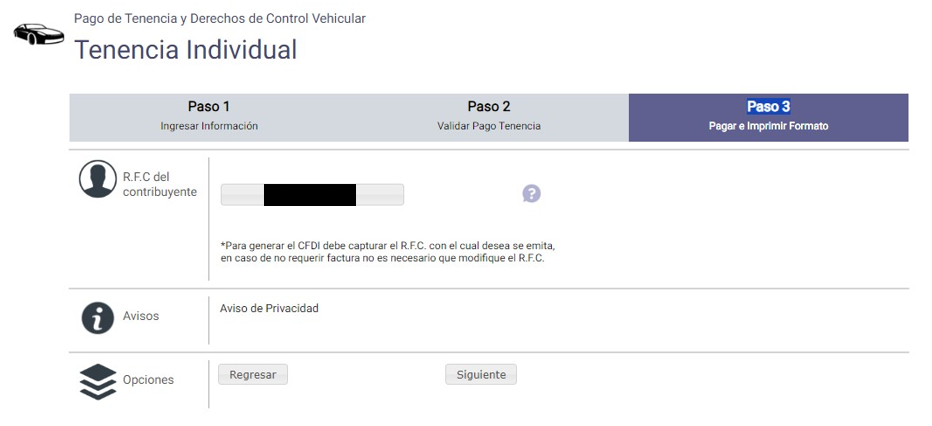 Pago de Tenencia y Derechos de Control Vehicular
Tenencia Individual
Paso 1
Ingresar Información
Paso 2
Validar Pago Tenencia
Paso 3
Pagar e Imprimir Formato
R.F.C del
contribuyente
?
*Para generar el CFDI debe capturar el R.F.C. con el cual desea se emita,
en caso de no requerir factura no es necesario que modifique el R.F.C.
Avisos
Aviso de Privacidad
Opciones
Regresar
Siguiente